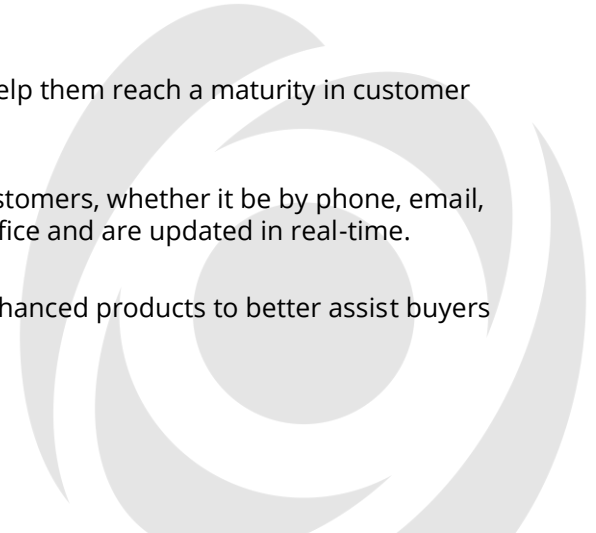 elp them reach a maturity in customer
stomers, whether it be by phone, email,
fice and are updated in real-time.
hanced products to better assist buyers